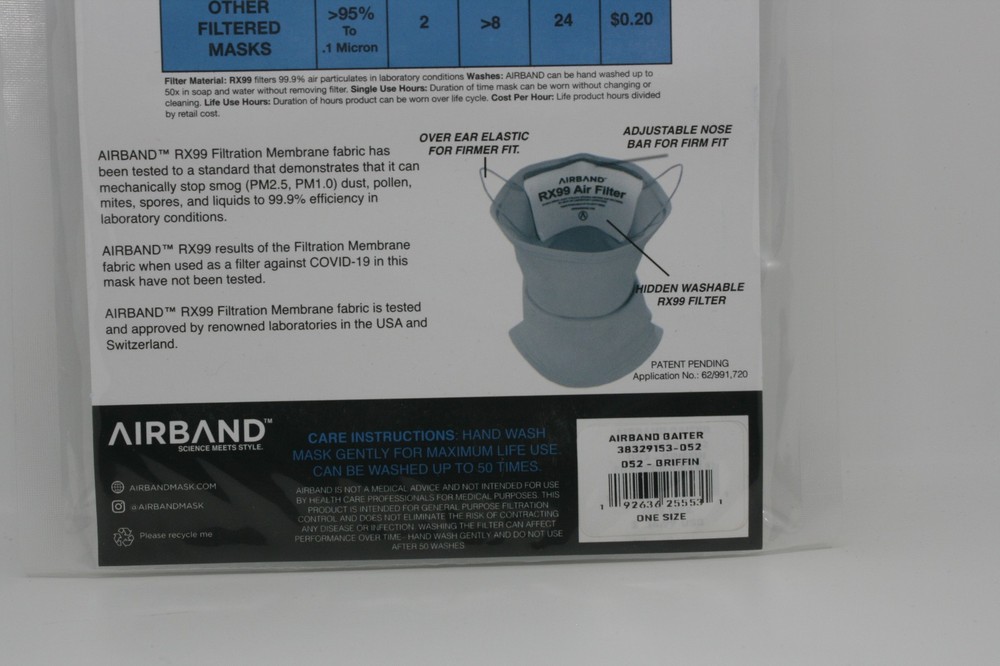 OTHER
FILTERED
MASKS
>95%
To
.1 Micron
2
>8
24
$0.20
Filter Material: RX99 filters 99.9% air particulates in laboratory conditions Washes: AIRBAND can be hand washed up to
50x in soap and water without removing filter. Single Use Hours: Duration of time mask can be worn without changing or
cleaning. Life Use Hours: Duration of hours product can be worn over life cycle. Cost Per Hour: Life product hours divided
by retail cost.
AIRBAND™ RX99 Filtration Membrane fabric has
been tested to a standard that demonstrates that it can
mechanically stop smog (PM2.5, PM1.0) dust, pollen,
mites, spores, and liquids to 99.9% efficiency in
laboratory conditions.
AIRBAND™ RX99 results of the Filtration Membrane
fabric when used as a filter against COVID-19 in this
mask have not been tested.
AIRBAND™ RX99 Filtration Membrane fabric is tested
and approved by renowned laboratories in the USA and
Switzerland.
OVER EAR ELASTIC
FOR FIRMER FIT.
ADJUSTABLE NOSE
BAR FOR FIRM FIT
AIRBAND
RX99 Air Filter
HIDDEN WASHABLE
RX99 FILTER
PATENT PENDING
Application No.: 62/991,720
AIRBAND™
SCIENCE MEETS STYLE.
AIRBANDMASK.COM
@AIRBANDMASK
Please recycle me
CARE INSTRUCTIONS: HAND WASH
MASK GENTLY FOR MAXIMUM LIFE USE.
CAN BE WASHED UP TO 50 TIMES.
AIRBAND IS NOT A MEDICAL ADVICE AND NOT INTENDED FOR USE
BY HEALTH CARE PROFESSIONALS FOR MEDICAL PURPOSES. THIS
PRODUCT IS INTENDED FOR GENERAL PURPOSE FILTRATION
CONTROL AND DOES NOT ELIMINATE THE RISK OF CONTRACTING
ANY DISEASE OR INFECTION. WASHING THE FILTER CAN AFFECT
PERFORMANCE OVER TIME - HAND WASH GENTLY AND DO NOT USE
AFTER 50 WASHES.
AIRBAND GAITER
38329153-052
052 - GRIFFIN
1 92636 25553 1
ONE SIZE